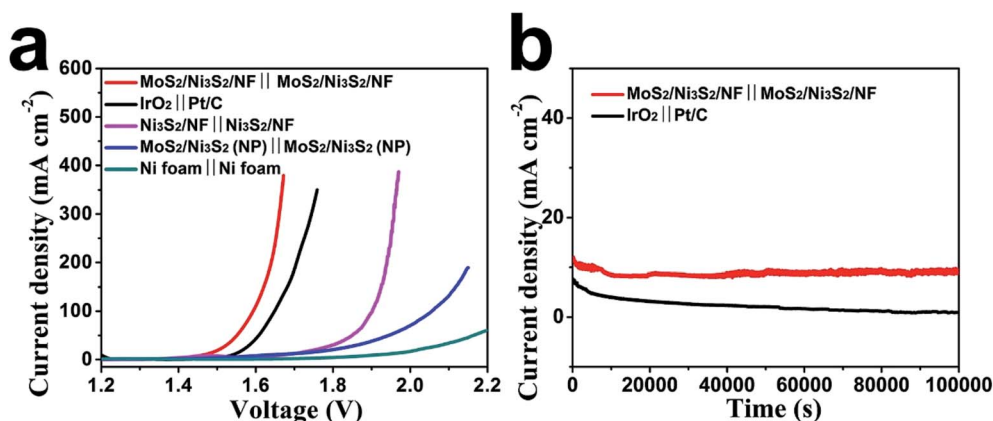 a
Current density (mA cm-2)
600
500
400
300
200
100
50
0
MoS2/Ni3S2/NF || MoS2/Ni3S2/NF
IrO2||Pt/C
Ni3S2/NF||Ni3S2/NF
MoS2/Ni3S2 (NP)||MoS2/Ni3S2 (NP)
Ni foam||Ni foam
1.2 1.4 1.6 1.8 2.0 2.2
Voltage (V)
b
Current density (mA cm-2)
40
20
0
MoS2/Ni3S2/NF||MoS2/Ni3S2/NF
IrO2||Pt/C
0 20000 40000 60000 80000 100000
Time (s)